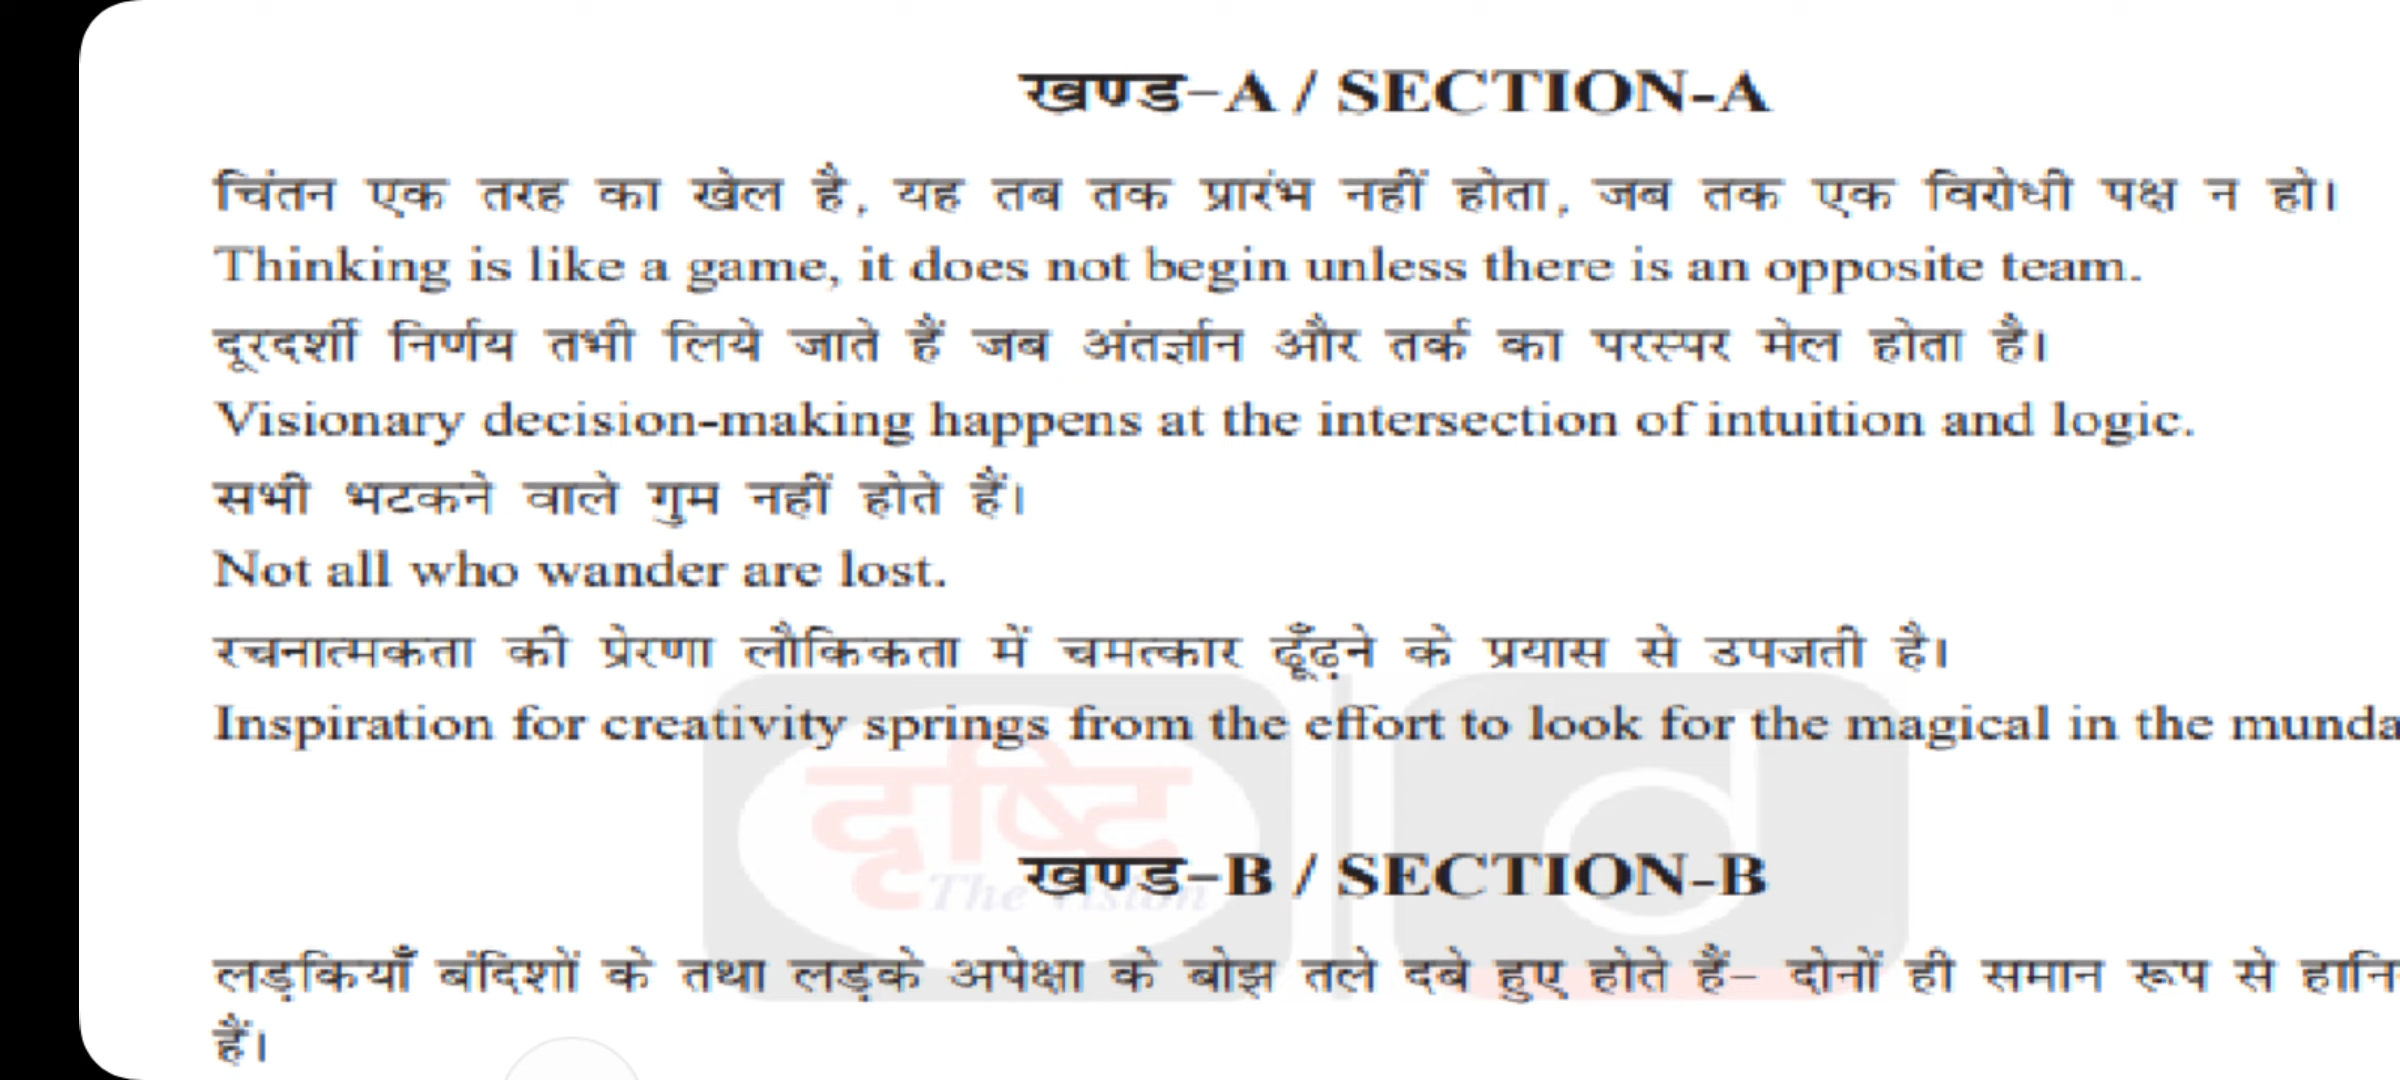 खण्ड–A / SECTION-A
चिंतन एक तरह का खेल है, यह तब तक प्रारंभ नहीं होता, जब तक एक विरोधी पक्ष न हो।
Thinking is like a game, it does not begin unless there is an opposite team.
दूरदर्शी निर्णय तभी लिये जाते हैं जब अंतर्ज्ञान और तर्क का परस्पर मेल होता है।
Visionary decision-making happens at the intersection of intuition and logic.
सभी भटकने वाले गुम नहीं होते हैं।
Not all who wander are lost.
रचनात्मकता की प्रेरणा लौकिकता में चमत्कार ढूँढ़ने के प्रयास से उपजती है।
Inspiration for creativity springs from the effort to look for the magical in the
दृष्टि
The Vision
खण्ड–B / SECTION-B
लड़कियाँ बंदिशों के तथा लड़के अपेक्षा के बोझ तले दबे हुए होते हैं– दोनों ही समान रूप से
हैं।